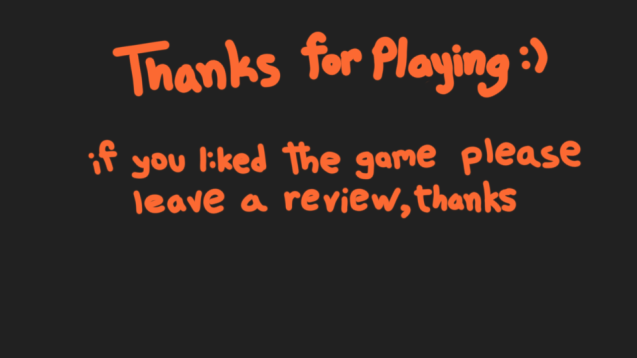 Thanks for Playing :)
if you liked the game please
leave a review, thanks